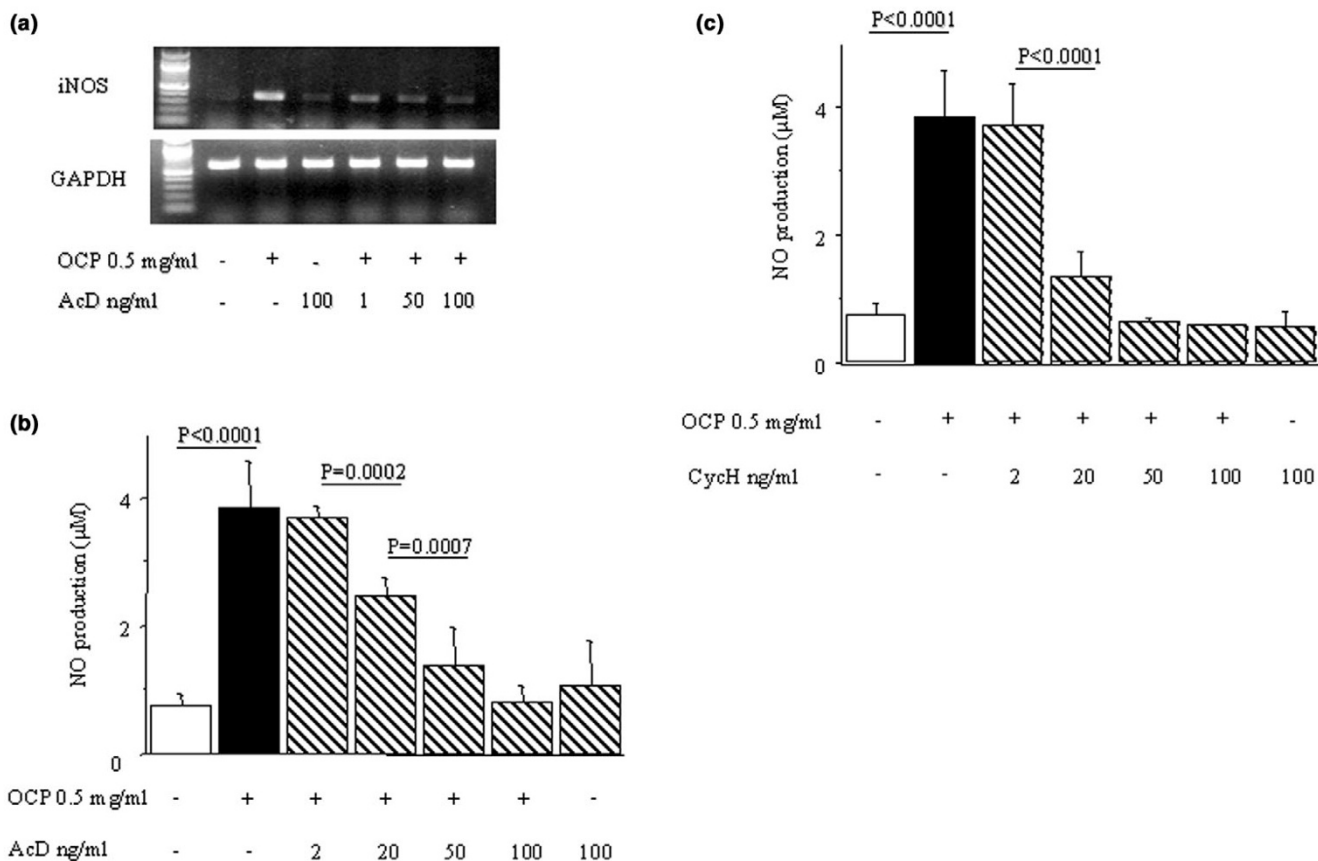 (a)
iNOS
GAPDH
OCP 0.5 mg/ml - + - + + +
AcD ng/ml - - 100 1 50 100
(b)
P<0.0001
P=0.0002
P=0.0007
NO production (µM)
4
2
0
OCP 0.5 mg/ml - + + + + + -
AcD ng/ml - - 2 20 50 100 100
(c)
P<0.0001
P<0.0001
NO production (µM)
4
2
0
OCP 0.5 mg/ml - + + + + + -
CycH ng/ml - - 2 20 50 100 100